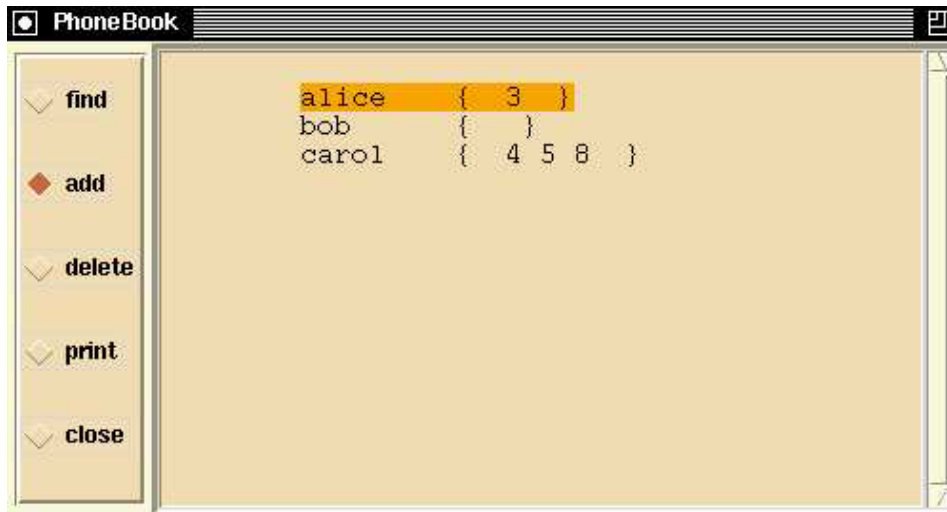 PhoneBook
find
add
delete
print
close
alice { 3 }
bob { }
carol { 4 5 8 }